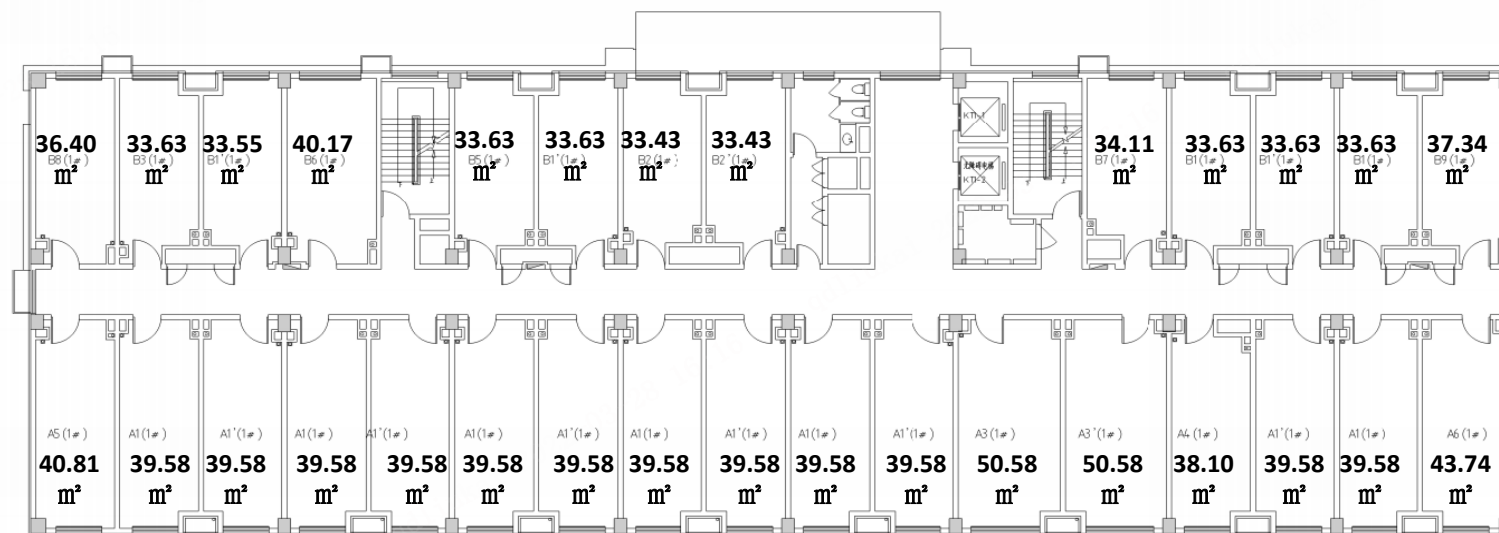 36.40
B8(1#)
m²
33.63
B3(1#)
m²
33.55
B1'(1#)
m²
40.17
B6(1#)
m²
33.63
B5(1#)
m²
33.63
B1'(1#)
m²
33.43
B2(1#)
m²
33.43
B2'(1#)
m²
KT1-1
KT1-2
34.11
B7(1#)
m²
33.63
B1(1#)
m²
33.63
B1'(1#)
m²
33.63
B1(1#)
m²
37.34
B9(1#)
m²
A5(1#)
40.81
m²
A1(1#)
39.58
m²
A1'(1#)
39.58
m²
A1(1#)
39.58
m²
A1'(1#)
39.58
m²
A1(1#)
39.58
m²
A1'(1#)
39.58
m²
A1(1#)
39.58
m²
A1'(1#)
39.58
m²
A1(1#)
39.58
m²
A1'(1#)
39.58
m²
A3(1#)
50.58
m²
A3'(1#)
50.58
m²
A4(1#)
38.10
m²
A1'(1#)
39.58
m²
A1(1#)
39.58
m²
A6(1#)
43.74
m²